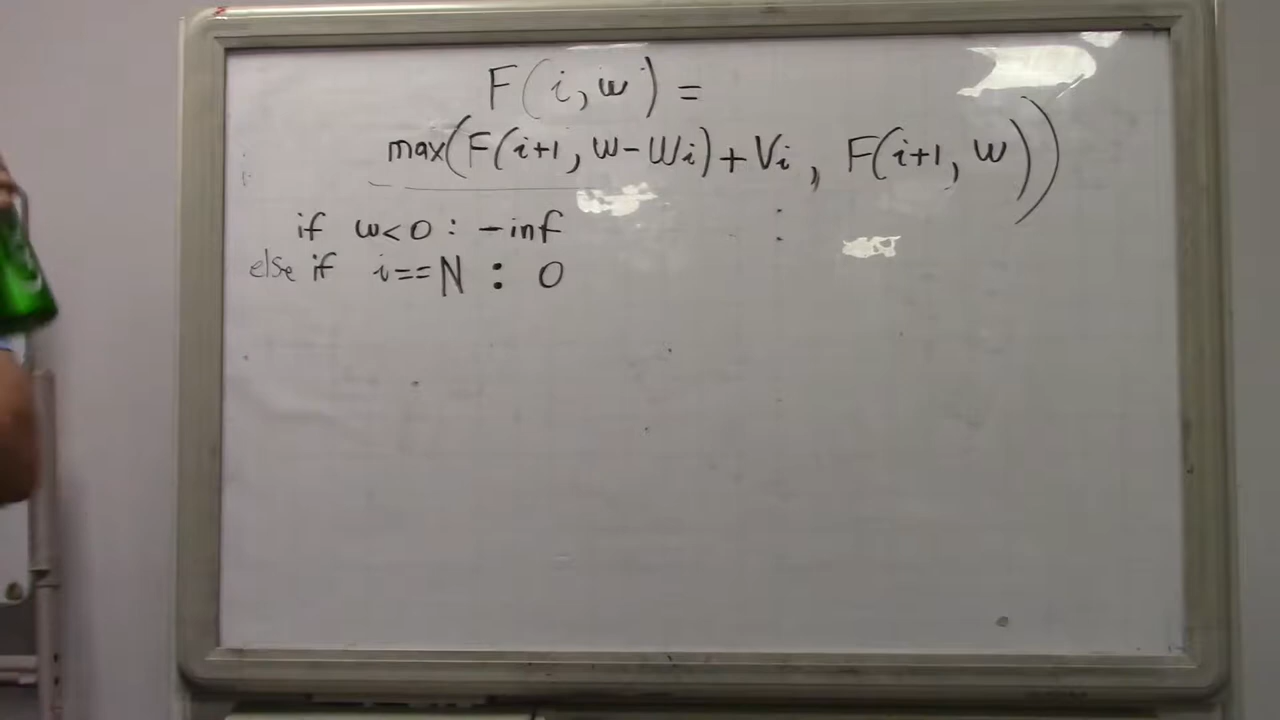 F(i, w) =
max(F(i+1, w-Wi)+Vi, F(i+1, w))
if w<0: -inf
else if i==N : 0